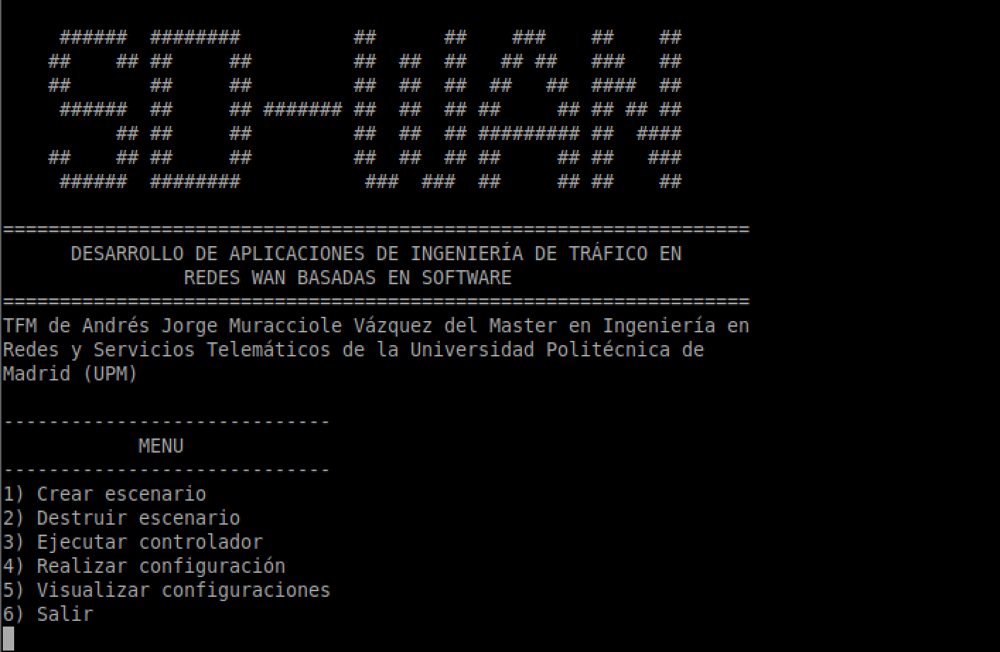 SD-WAN
==================================================================
DESARROLLO DE APLICACIONES DE INGENIERÍA DE TRÁFICO EN
REDES WAN BASADAS EN SOFTWARE
==================================================================
TFM de Andrés Jorge Muracciole Vázquez del Master en Ingeniería en
Redes y Servicios Telemáticos de la Universidad Politécnica de
Madrid (UPM)
-----------------------------
MENU
-----------------------------
1) Crear escenario
2) Destruir escenario
3) Ejecutar controlador
4) Realizar configuración
5) Visualizar configuraciones
6) Salir